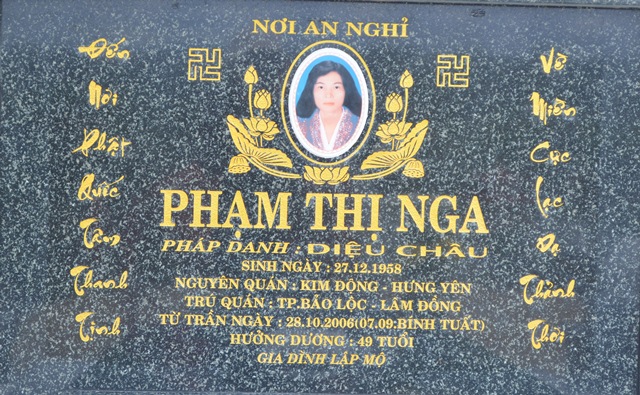 NƠI AN NGHỈ
Đến
Nơi
Phật
Quốc
Tâm
Thanh
Tịnh
PHẠM THỊ NGA
PHÁP DANH : DIỆU CHÂU
SINH NGÀY : 27.12.1958
NGUYÊN QUÁN : KIM ĐỘNG - HƯNG YÊN
TRÚ QUÁN : TP.BẢO LỘC - LÂM ĐỒNG
TỪ TRẦN NGÀY : 28.10.2006(07.09.BÍNH TUẤT)
HƯỞNG DƯƠNG : 49 TUỔI
GIA ĐÌNH LẬP MỘ
Về
Miền
Cực
Lạc
Dạ
Thảnh
Thơi